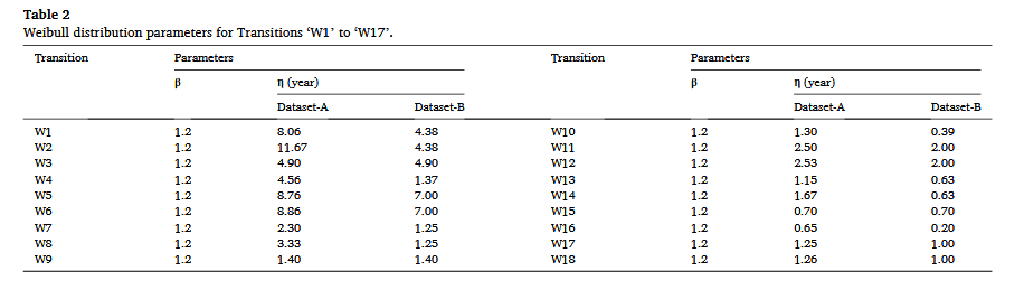 Table 2
Weibull distribution parameters for Transitions ‘W1’ to ‘W17’.
Transition Parameters Transition Parameters
β η (year) β η (year)
Dataset-A Dataset-B Dataset-A Dataset-B
W1 1.2 8.06 4.38 W10 1.2 1.30 0.39
W2 1.2 11.67 4.38 W11 1.2 2.50 2.00
W3 1.2 4.90 4.90 W12 1.2 2.53 2.00
W4 1.2 4.56 1.37 W13 1.2 1.15 0.63
W5 1.2 8.76 7.00 W14 1.2 1.67 0.63
W6 1.2 8.86 7.00 W15 1.2 0.70 0.70
W7 1.2 2.30 1.25 W16 1.2 0.65 0.20
W8 1.2 3.33 1.25 W17 1.2 1.25 1.00
W9 1.2 1.40 1.40 W18 1.2 1.26 1.00